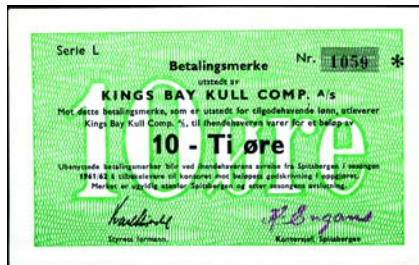 Serie L
Nr. 1059 *
Betalingsmerke
utstedt av
KINGS BAY KULL COMP. A/s
Mot dette betalingsmerke, som er utstedt for tilgodehavende lønn, utleverer
Kings Bay Kull Comp. A/s, til ihendehaveren varer for et beløp av
10 øre
10 - Ti øre
Ubenyttede betalingsmerker blir ved ihendehaverens avreise fra Spitsbergen i sesongen
1961/62 å tilbakelevere til kontoret mot beløpets godskrivning i oppgjøret.
Merket er ugyldig utenfor Spitsbergen og etter sesongens avslutning.
Styrets formann.
Kontorsjef, Spitsbergen